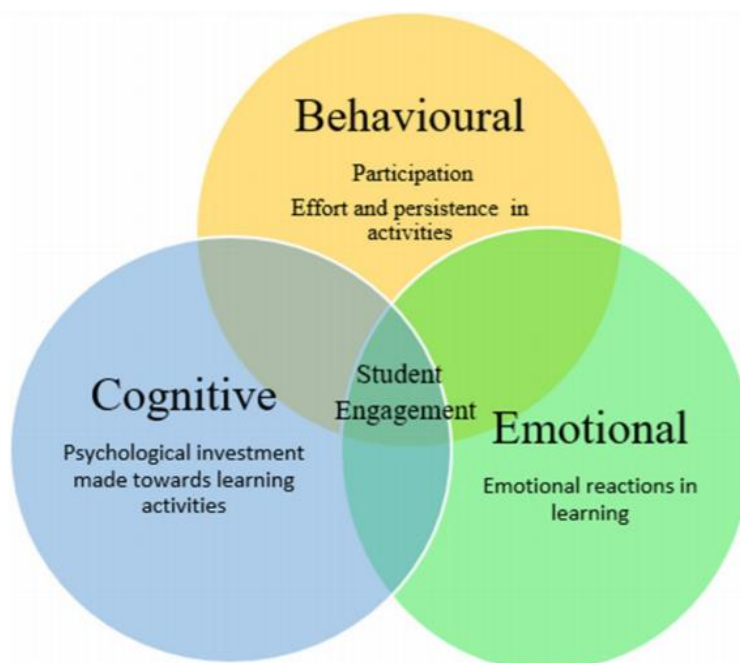 Behavioural
Participation
Effort and persistence in
activities
Student
Engagement
Cognitive
Psychological investment
made towards learning
activities
Emotional
Emotional reactions in
learning